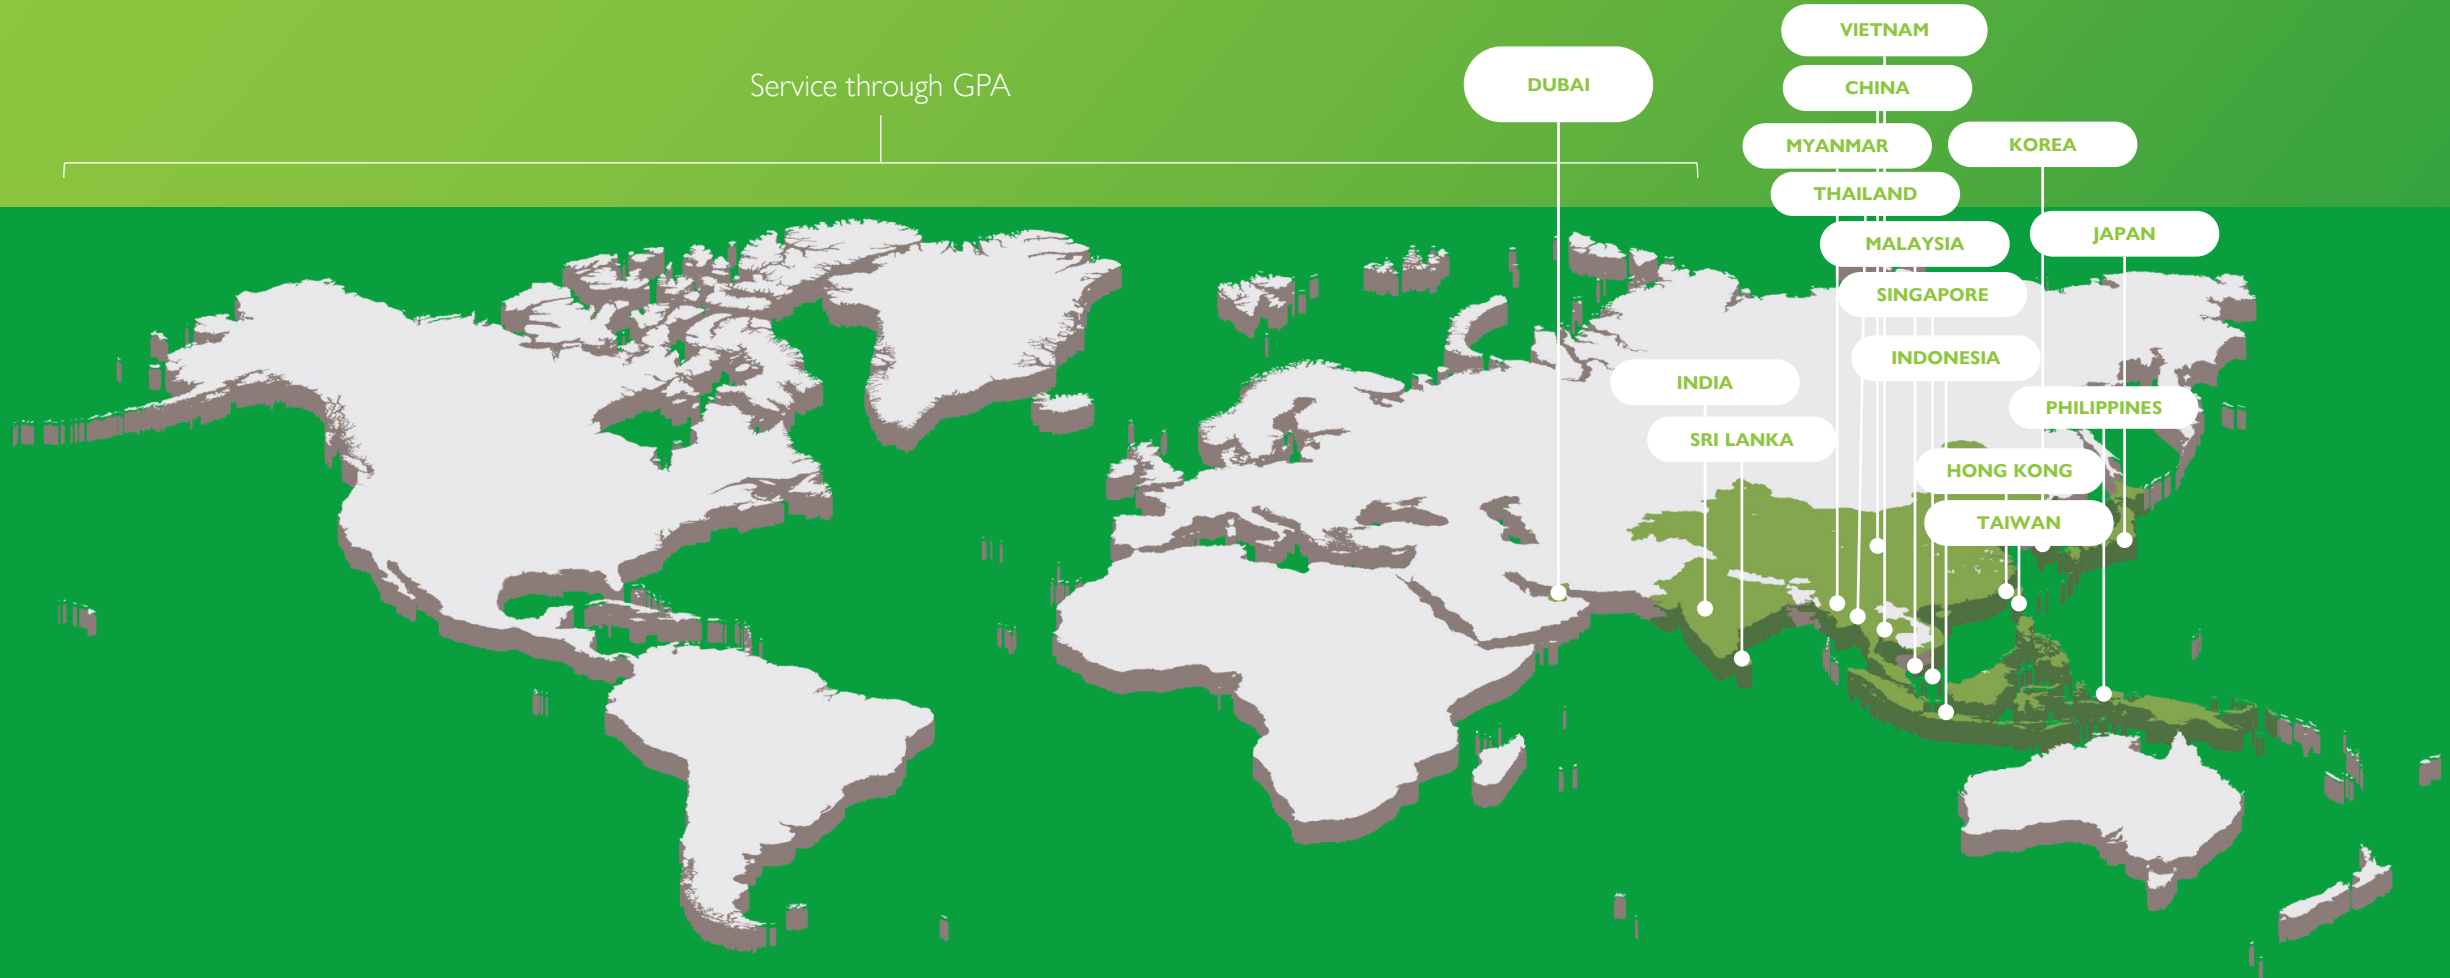 Service through GPA
DUBAI
VIETNAM
CHINA
MYANMAR
KOREA
THAILAND
MALAYSIA
JAPAN
SINGAPORE
INDONESIA
INDIA
PHILIPPINES
SRI LANKA
HONG KONG
TAIWAN